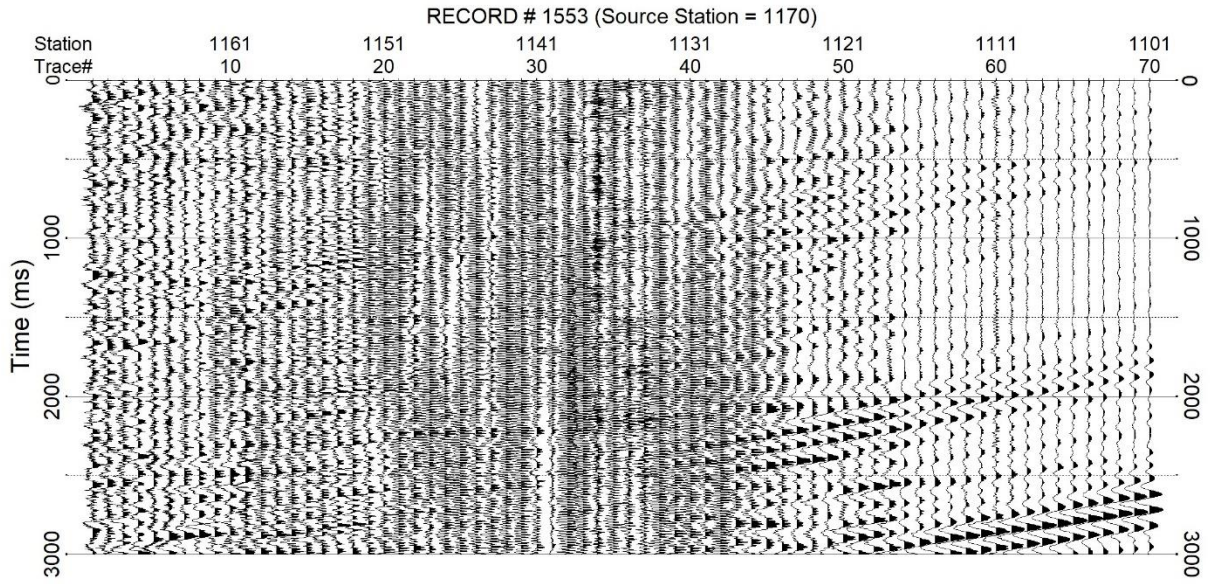 RECORD # 1553 (Source Station = 1170)
Station 1161 1151 1141 1131 1121 1111 1101
Trace# 10 20 30 40 50 60 70
0 0
1000 1000
Time (ms)
2000 2000
3000 3000